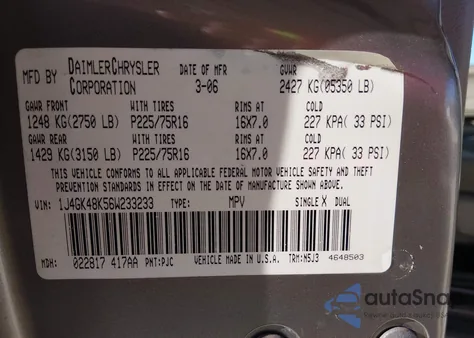 MFD BY DAIMLERCHRYSLER CORPORATION DATE OF MFR 3-06 GVWR 2427 KG(05350 LB)
GAWR FRONT WITH TIRES RIMS AT COLD
1248 KG(2750 LB) P225/75R16 16X7.0 227 KPA( 33 PSI)
GAWR REAR WITH TIRES RIMS AT COLD
1429 KG(3150 LB) P225/75R16 16X7.0 227 KPA( 33 PSI)
THIS VEHICLE CONFORMS TO ALL APPLICABLE FEDERAL MOTOR VEHICLE SAFETY AND THEFT
PREVENTION STANDARDS IN EFFECT ON THE DATE OF MANUFACTURE SHOWN ABOVE.
VIN: 1J4GK48K56W233233 TYPE: MPV SINGLE X DUAL
MDH: 022817 417AA PNT:PJC VEHICLE MADE IN U.S.A. TRM:N5J3 4648503
autaSna